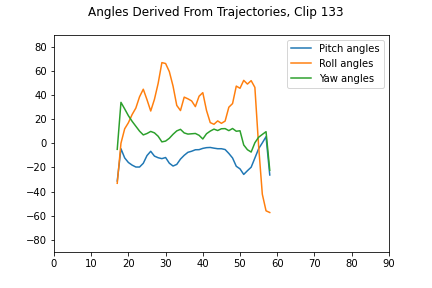 Angles Derived From Trajectories, Clip 133
Pitch angles
Roll angles
Yaw angles
80
60
40
20
0
−20
−40
−60
−80
0 10 20 30 40 50 60 70 80 90